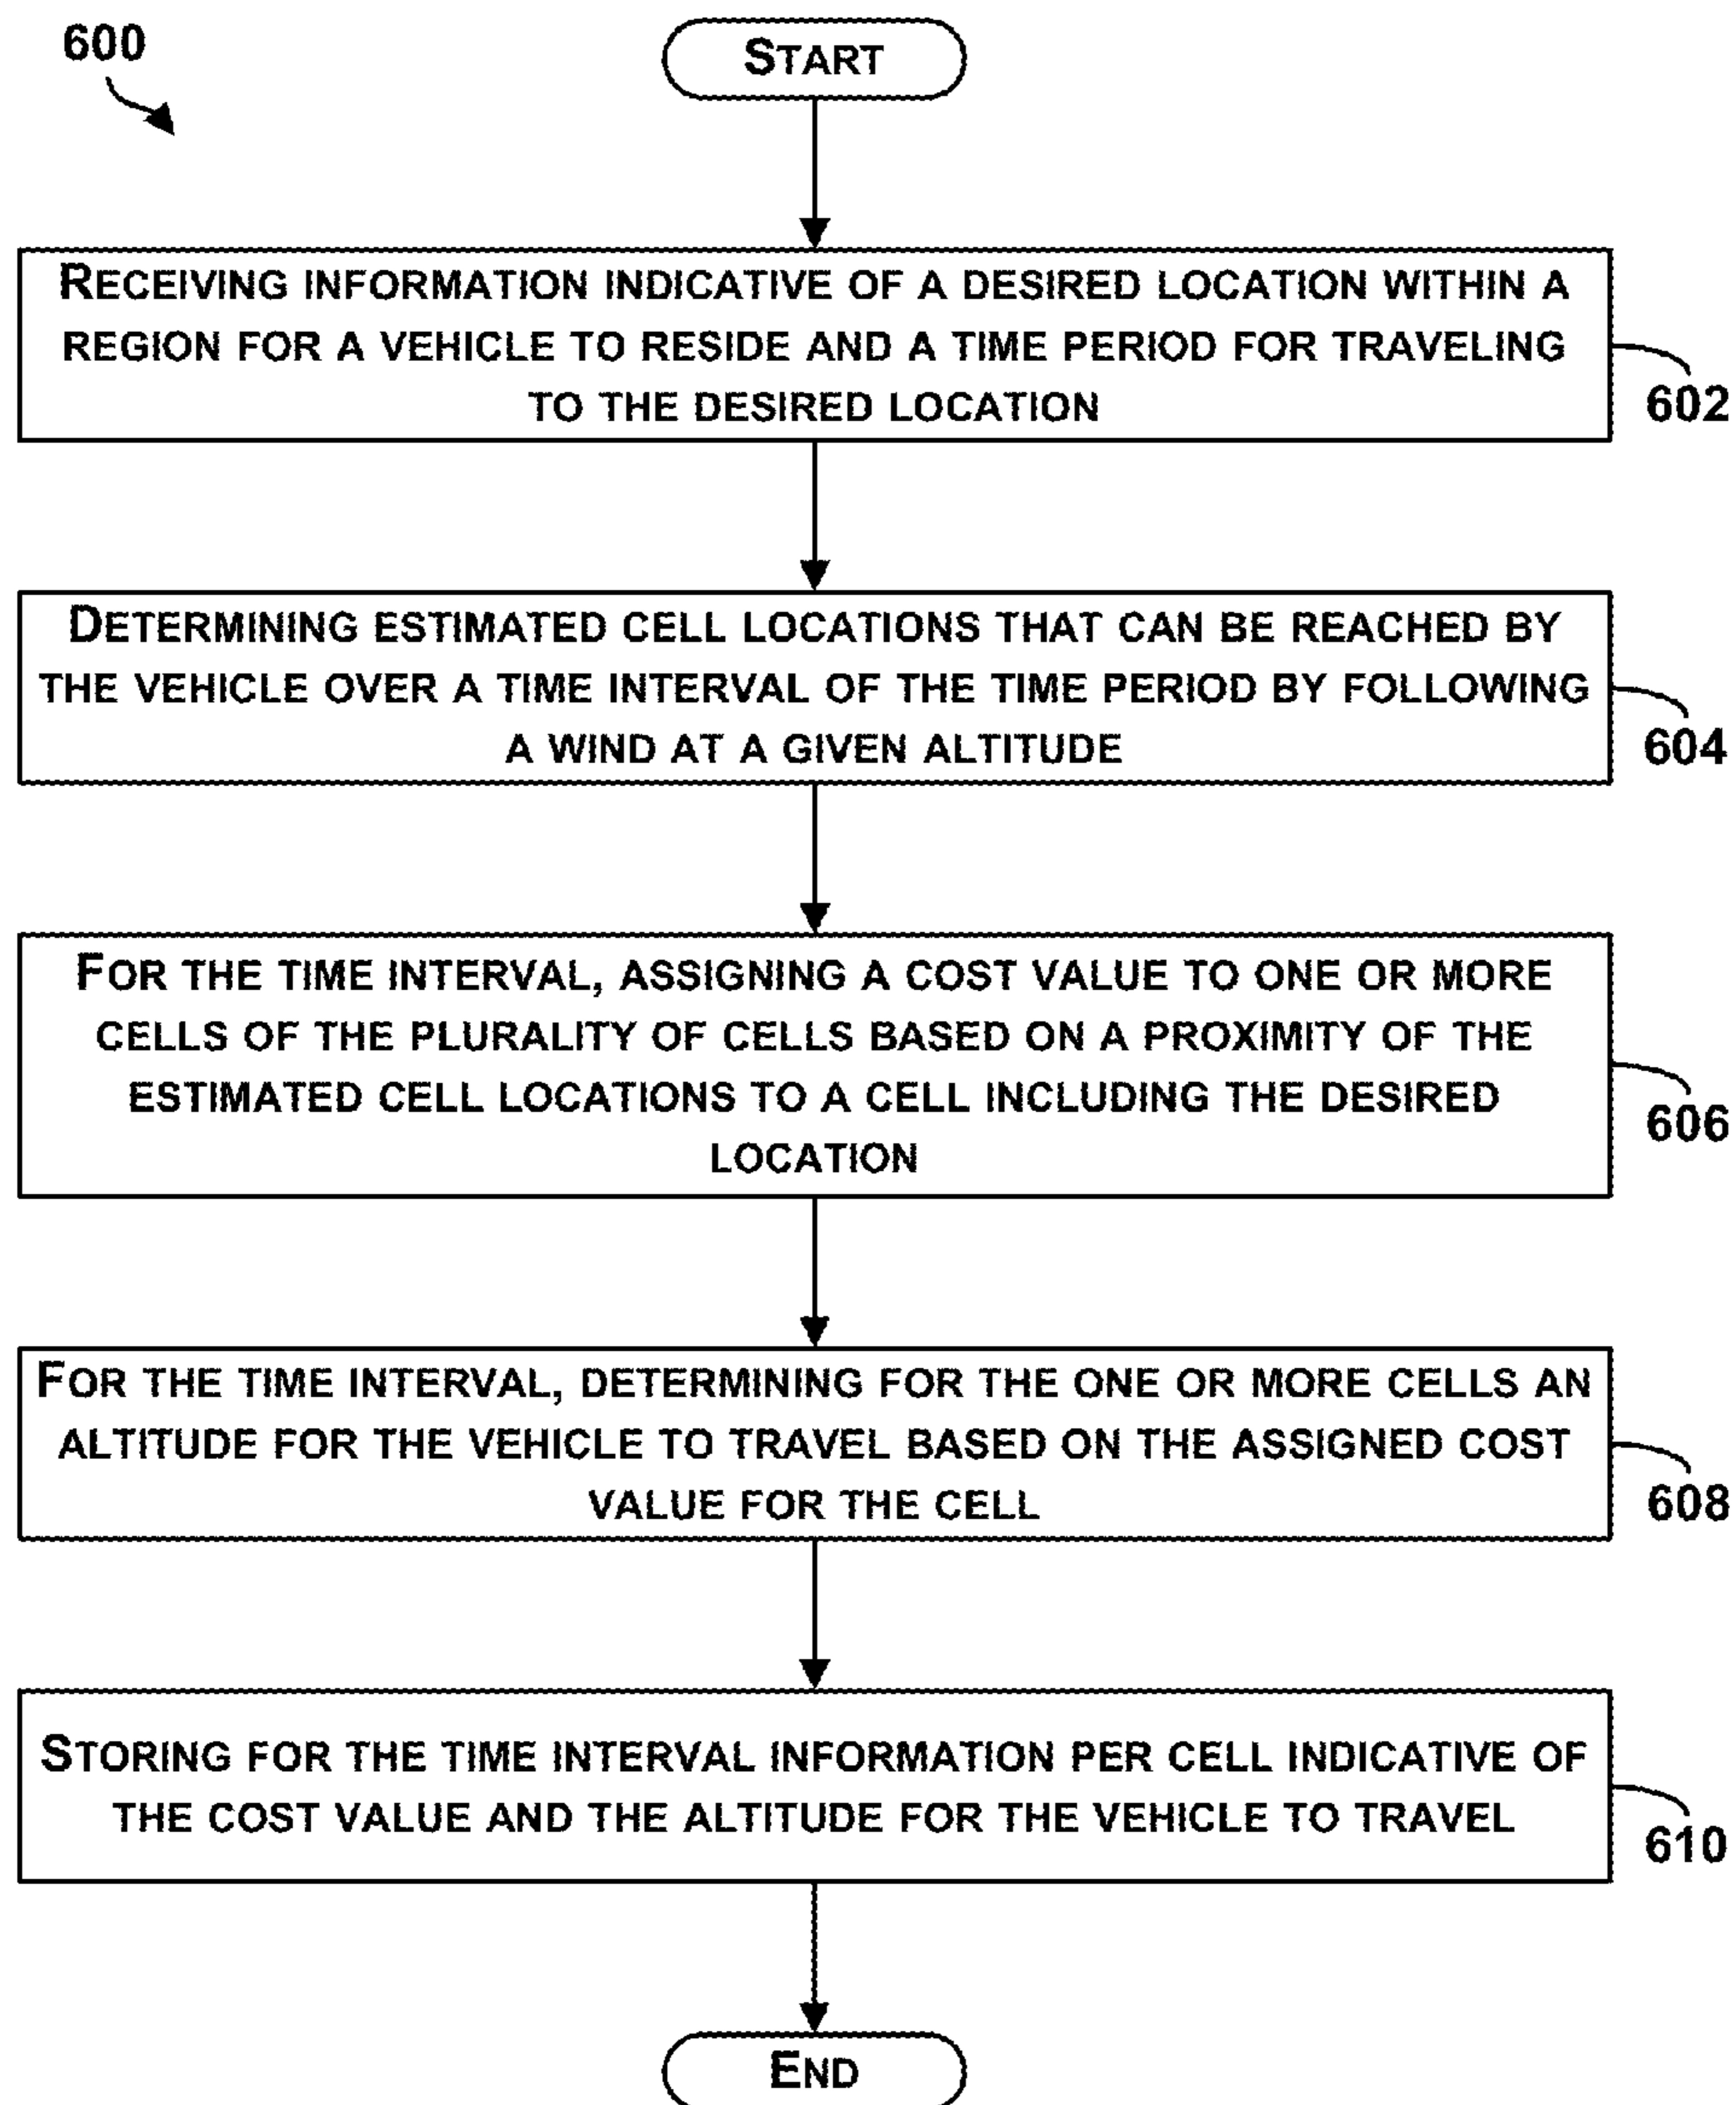 600
START
RECEIVING INFORMATION INDICATIVE OF A DESIRED LOCATION WITHIN A
REGION FOR A VEHICLE TO RESIDE AND A TIME PERIOD FOR TRAVELING
TO THE DESIRED LOCATION
602
DETERMINING ESTIMATED CELL LOCATIONS THAT CAN BE REACHED BY
THE VEHICLE OVER A TIME INTERVAL OF THE TIME PERIOD BY FOLLOWING
A WIND AT A GIVEN ALTITUDE
604
FOR THE TIME INTERVAL, ASSIGNING A COST VALUE TO ONE OR MORE
CELLS OF THE PLURALITY OF CELLS BASED ON A PROXIMITY OF THE
ESTIMATED CELL LOCATIONS TO A CELL INCLUDING THE DESIRED
LOCATION
606
FOR THE TIME INTERVAL, DETERMINING FOR THE ONE OR MORE CELLS AN
ALTITUDE FOR THE VEHICLE TO TRAVEL BASED ON THE ASSIGNED COST
VALUE FOR THE CELL
608
STORING FOR THE TIME INTERVAL INFORMATION PER CELL INDICATIVE OF
THE COST VALUE AND THE ALTITUDE FOR THE VEHICLE TO TRAVEL
610
END